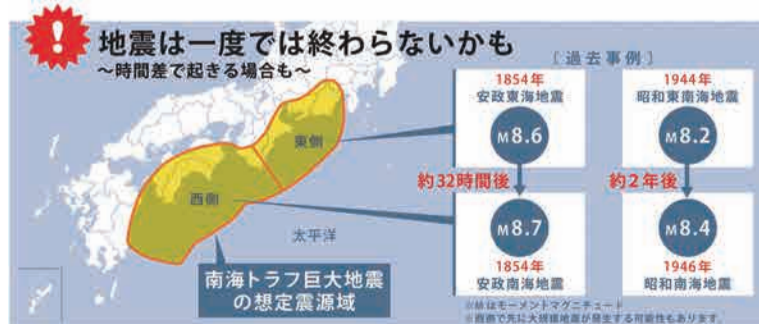 !
地震は一度では終わらないかも
～時間差で起きる場合も～
〔過去事例〕
1854年
安政東海地震
M8.6
約32時間後
M8.7
1854年
安政南海地震
1944年
昭和東南海地震
M8.2
約2年後
M8.4
1946年
昭和南海地震
東側
西側
太平洋
南海トラフ巨大地震
の想定震源域
※Mはモーメントマグニチュード
※西側で先に大規模地震が発生する可能性もあります。